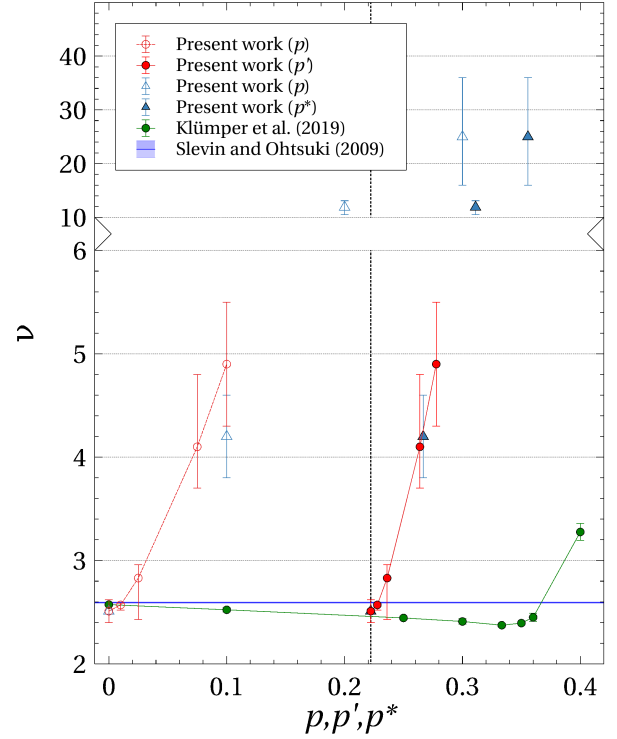 40
30
20
10
6
5
4
3
2
ν
Present work (p)
Present work (p′)
Present work (p)
Present work (p*)
Klümper et al. (2019)
Slevin and Ohtsuki (2009)
0
0.1
0.2
0.3
0.4
p,p′,p*